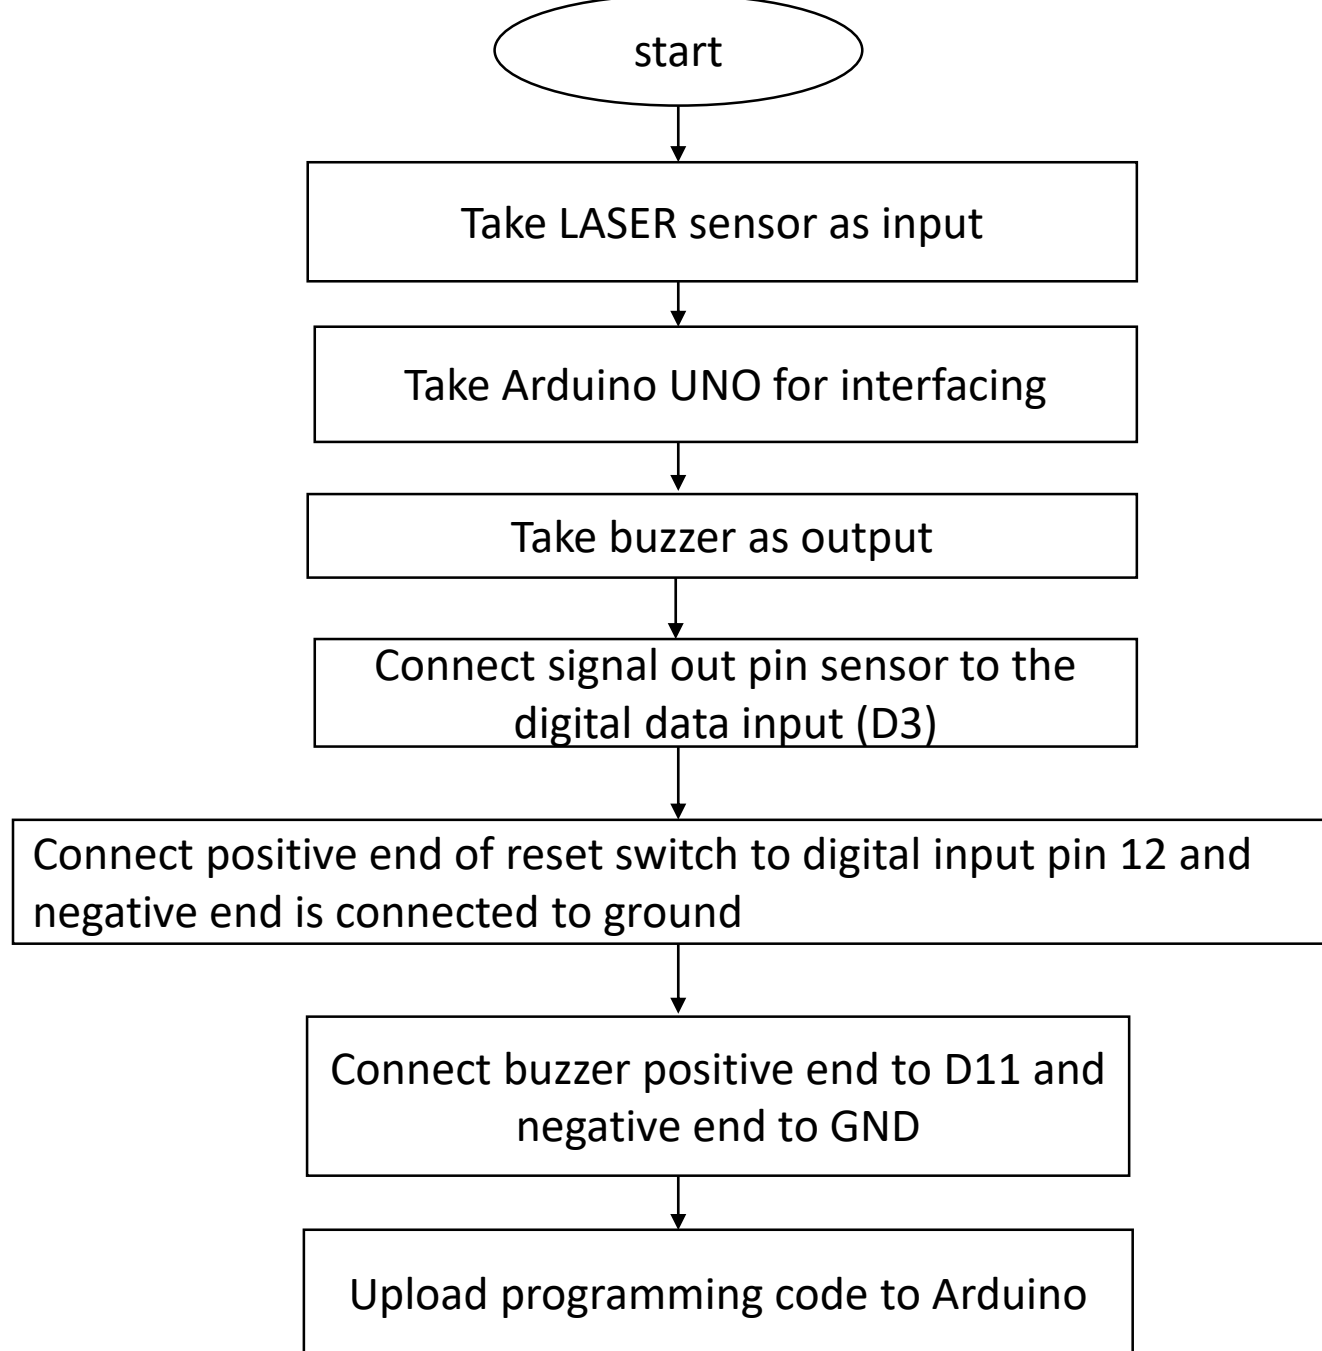 start
Take LASER sensor as input
Take Arduino UNO for interfacing
Take buzzer as output
Connect signal out pin sensor to the
digital data input (D3)
Connect positive end of reset switch to digital input pin 12 and
negative end is connected to ground
Connect buzzer positive end to D11 and
negative end to GND
Upload programming code to Arduino